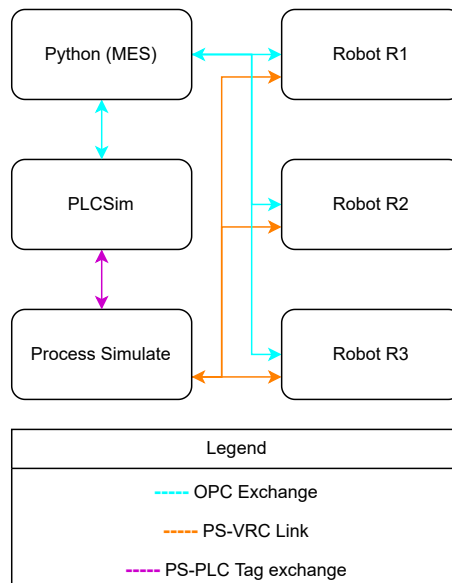 Python (MES)
Robot R1
PLCSim
Robot R2
Process Simulate
Robot R3
Legend
OPC Exchange
PS-VRC Link
PS-PLC Tag exchange